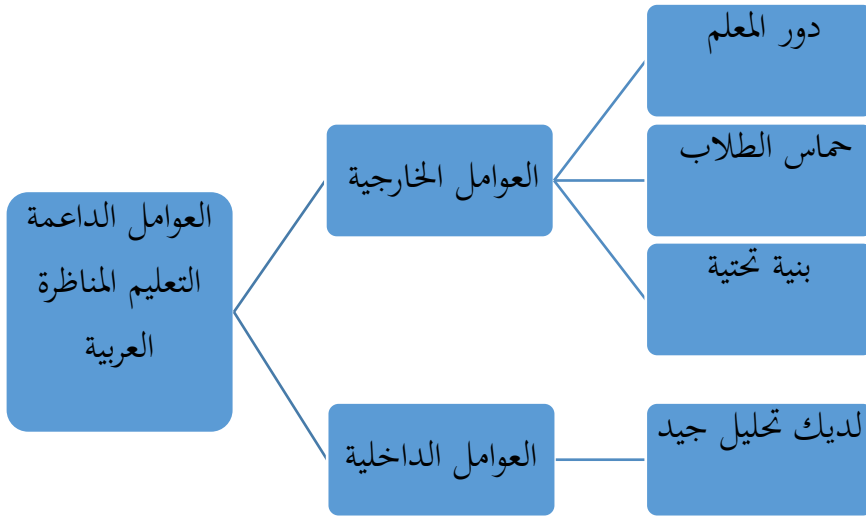 العوامل الداعمة
التعليم المناظرة
العربية
العوامل الخارجية
دور المعلم
حماس الطلاب
بنية تحتية
العوامل الداخلية
لديك تحليل جيد